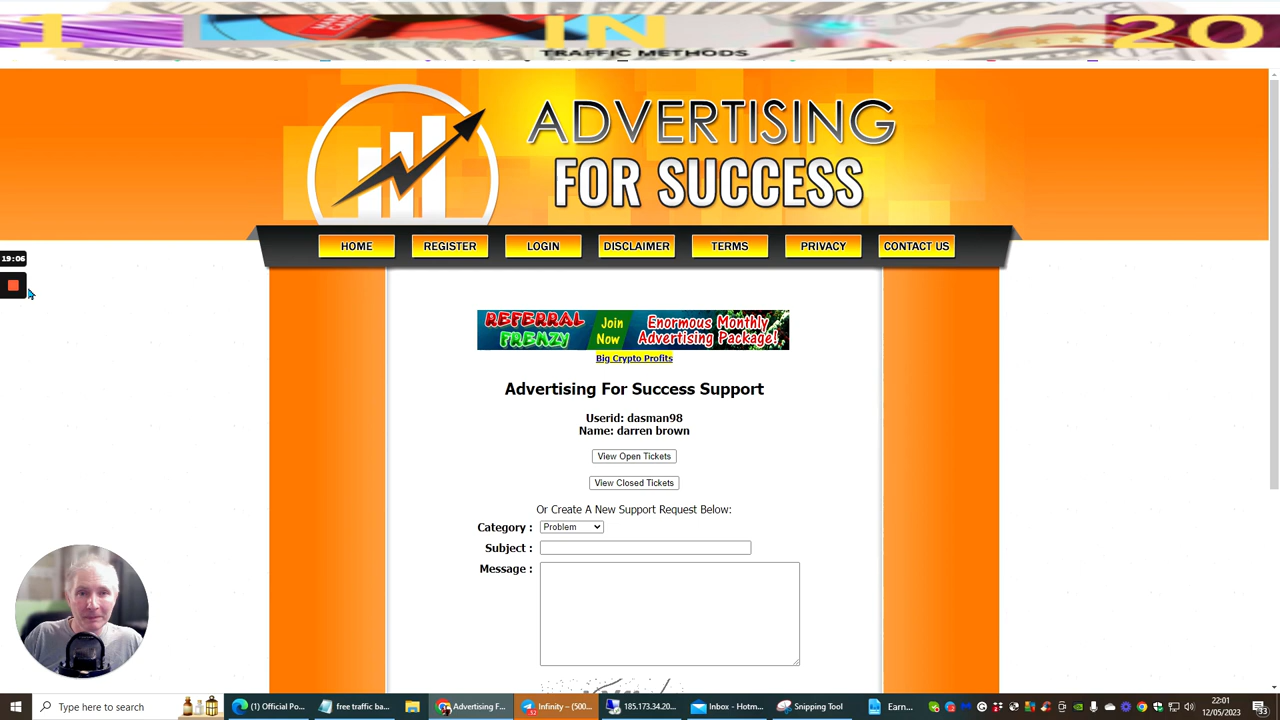 1 IN 20
TRAFFIC METHODS
ADVERTISING
FOR SUCCESS
HOME REGISTER LOGIN DISCLAIMER TERMS PRIVACY CONTACT US
19:06
REFERRAL FRENZY Join Now Enormous Monthly Advertising Package!
Big Crypto Profits
Advertising For Success Support
Userid: dasman98
Name: darren brown
View Open Tickets
View Closed Tickets
Or Create A New Support Request Below:
Category : Problem
Subject :
Message :
Type here to search
(1) Official Po...
free traffic ba...
Advertising F...
Infinity – (500...
185.173.34.20...
Inbox - Hotm...
Snipping Tool
Earn...
22:01
12/05/2023